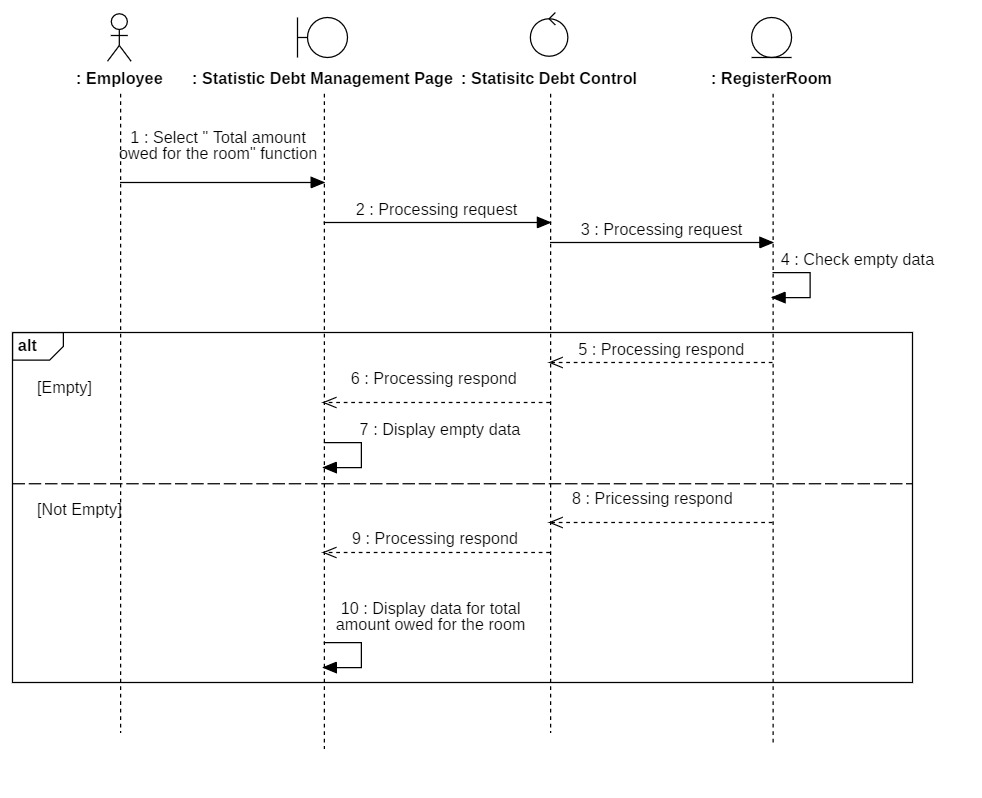 : Employee
: Statistic Debt Management Page
: Statisitc Debt Control
: RegisterRoom
1 : Select " Total amount
owed for the room" function
2 : Processing request
3 : Processing request
4 : Check empty data
alt
5 : Processing respond
6 : Processing respond
[Empty]
7 : Display empty data
8 : Pricessing respond
[Not Empty]
9 : Processing respond
10 : Display data for total
amount owed for the room